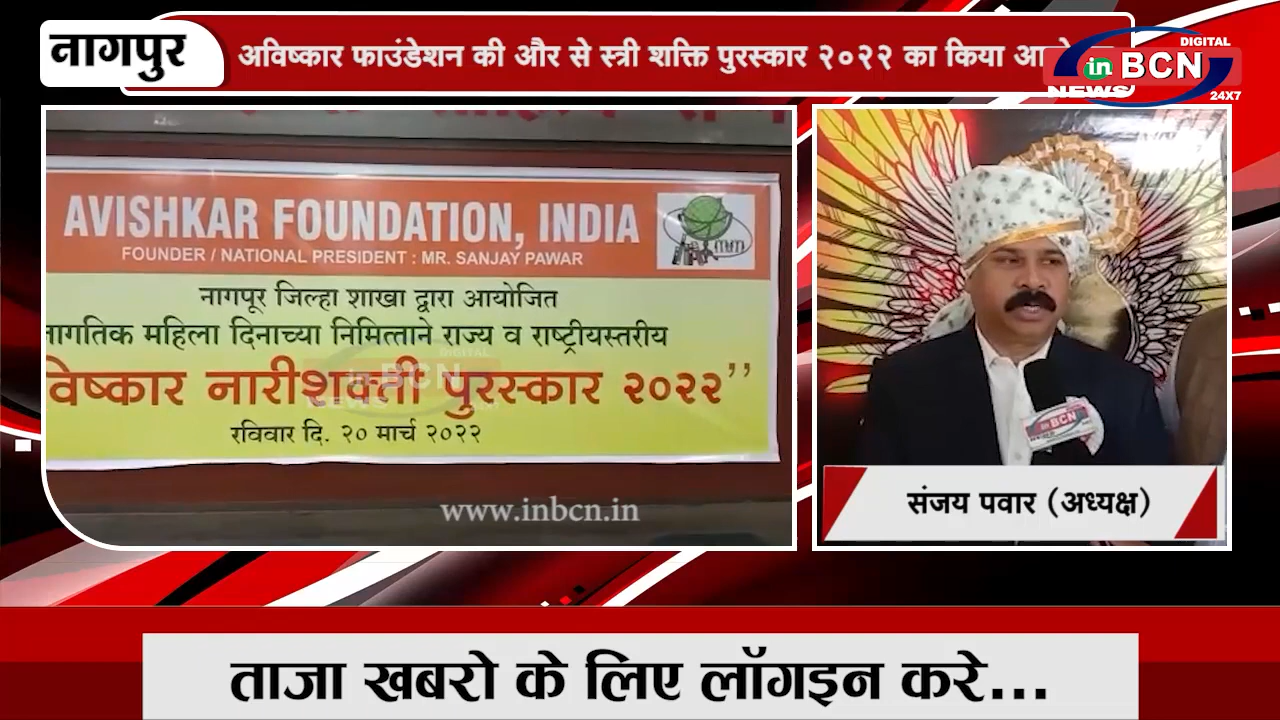 नागपुर
अविष्कार फाउंडेशन की और से स्त्री शक्ति पुरस्कार २०२२ का किया
DIGITAL
in BCN
NEWS
24X7
AVISHKAR FOUNDATION, INDIA
FOUNDER / NATIONAL PRESIDENT : MR. SANJAY PAWAR
नागपूर जिल्हा शाखा द्वारा आयोजित
महिला दिनाच्या निमित्ताने राज्य व राष्ट्रीयस्तरीय
नारीशक्ती पुरस्कार २०२२”
रविवार दि. २० मार्च २०२२
www.inbcn.in
in BCN
संजय पवार (अध्यक्ष)
ताजा खबरो के लिए लॉगइन करे...